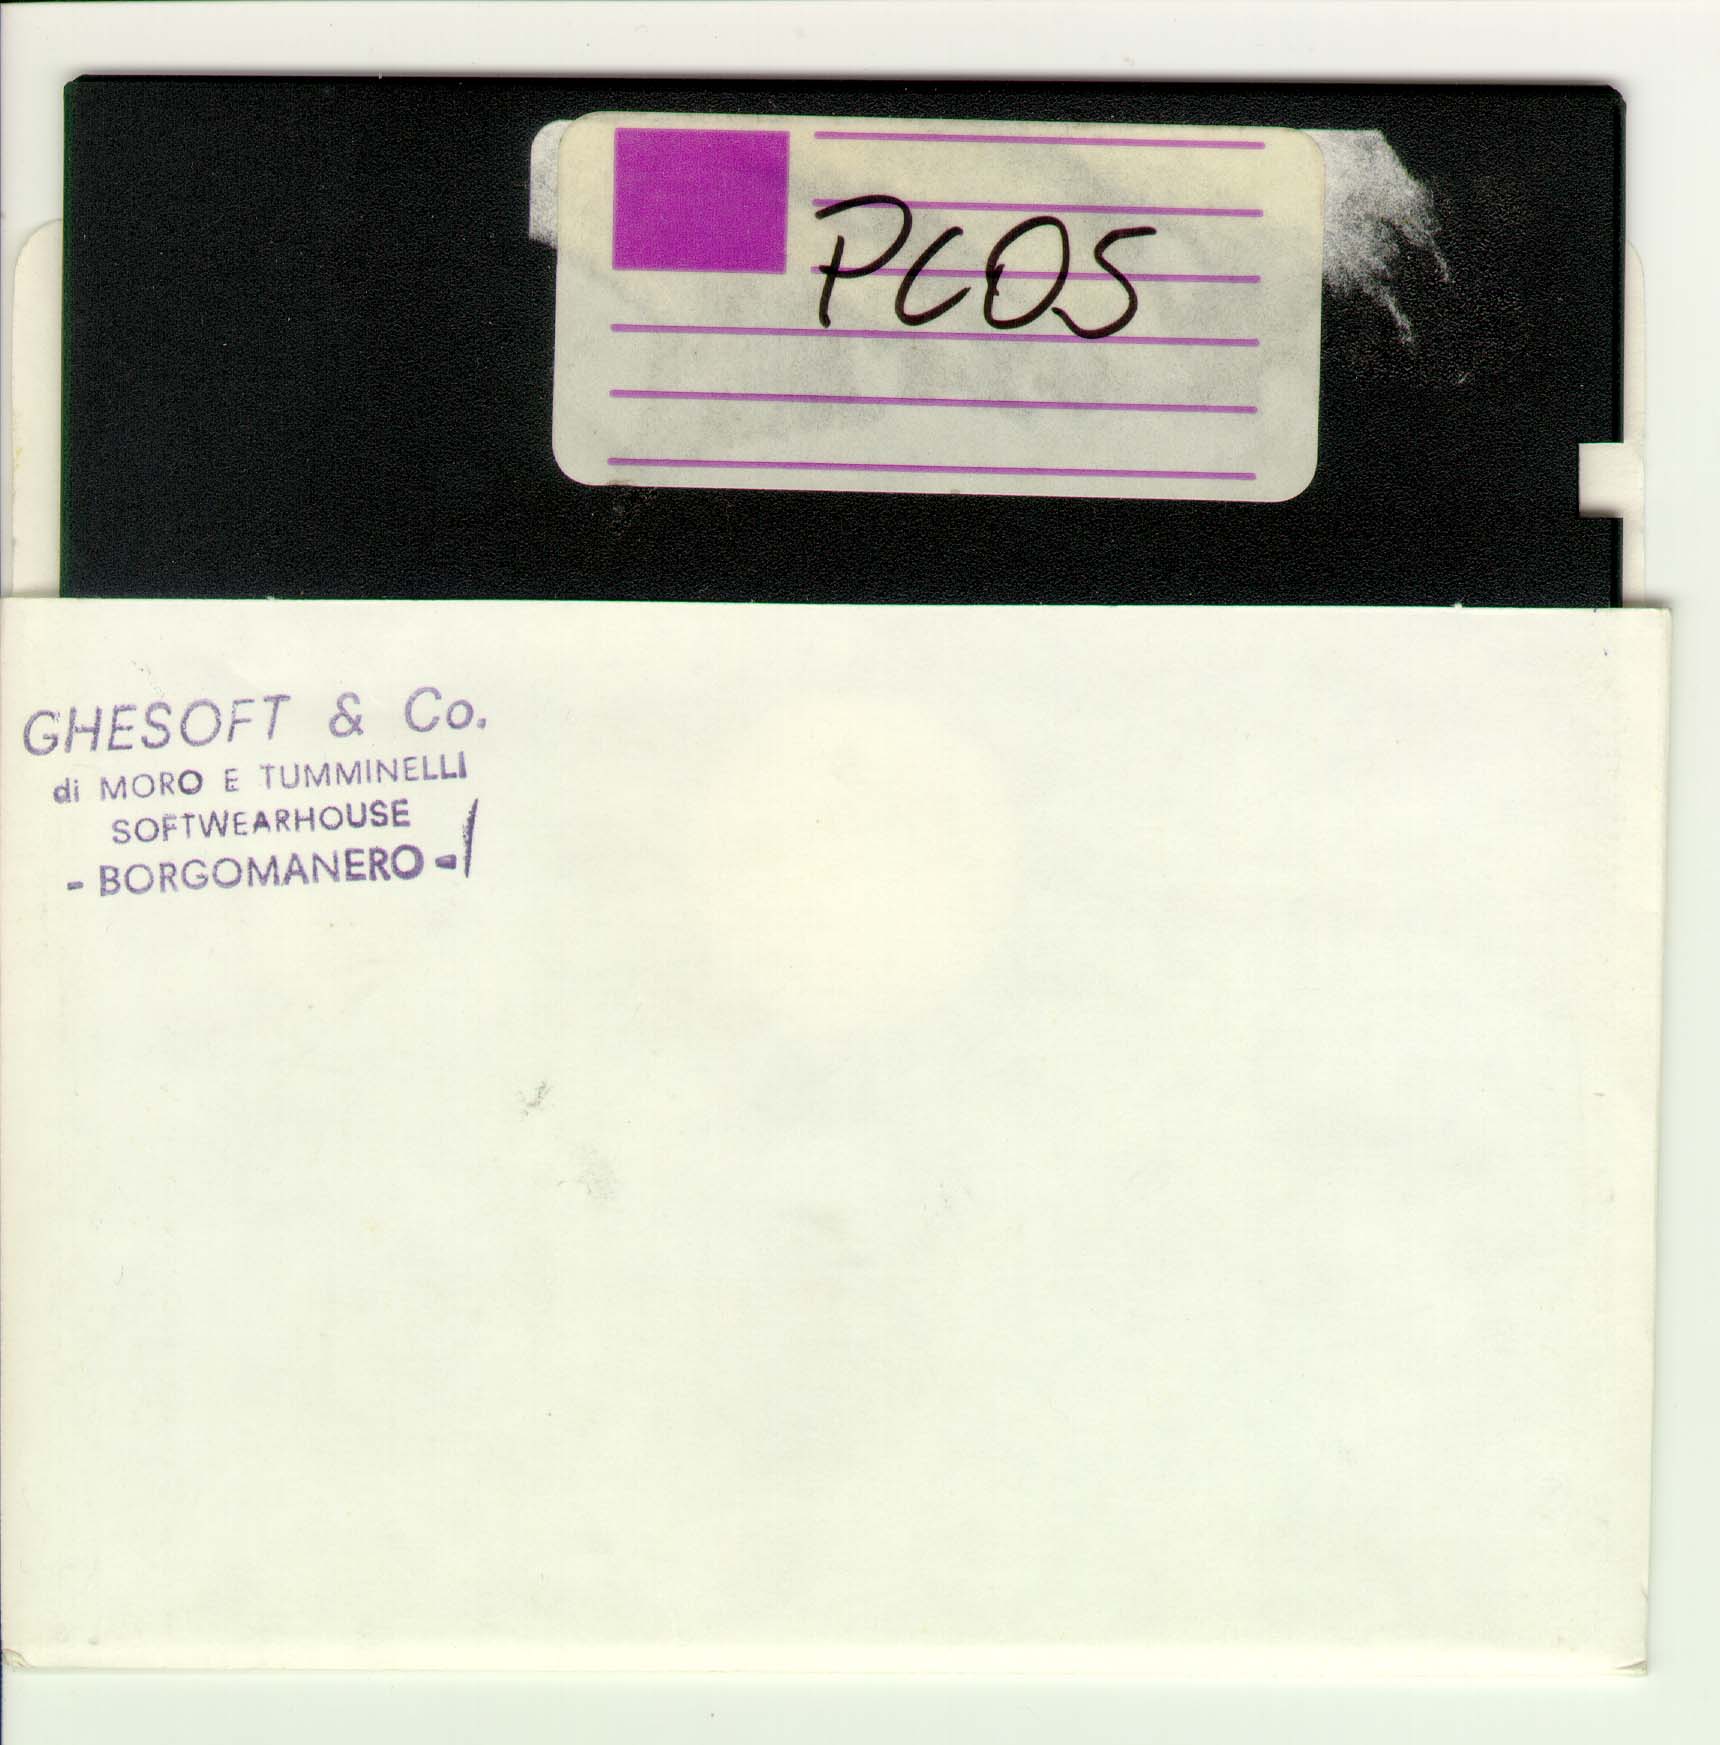 PCOS
GHESOFT & Co.
di MORO E TUMMINELLI
SOFTWEARHOUSE
- BORGOMANERO -